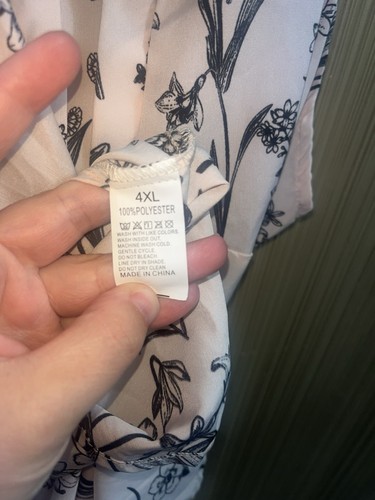 4XL
100%POLYESTER
WASH WITH LIKE COLORS.
WASH INSIDE OUT.
MACHINE WASH COLD.
GENTLE CYCLE.
DO NOT BLEACH.
LINE DRY IN SHADE.
DO NOT DRY CLEAN
MADE IN CHINA